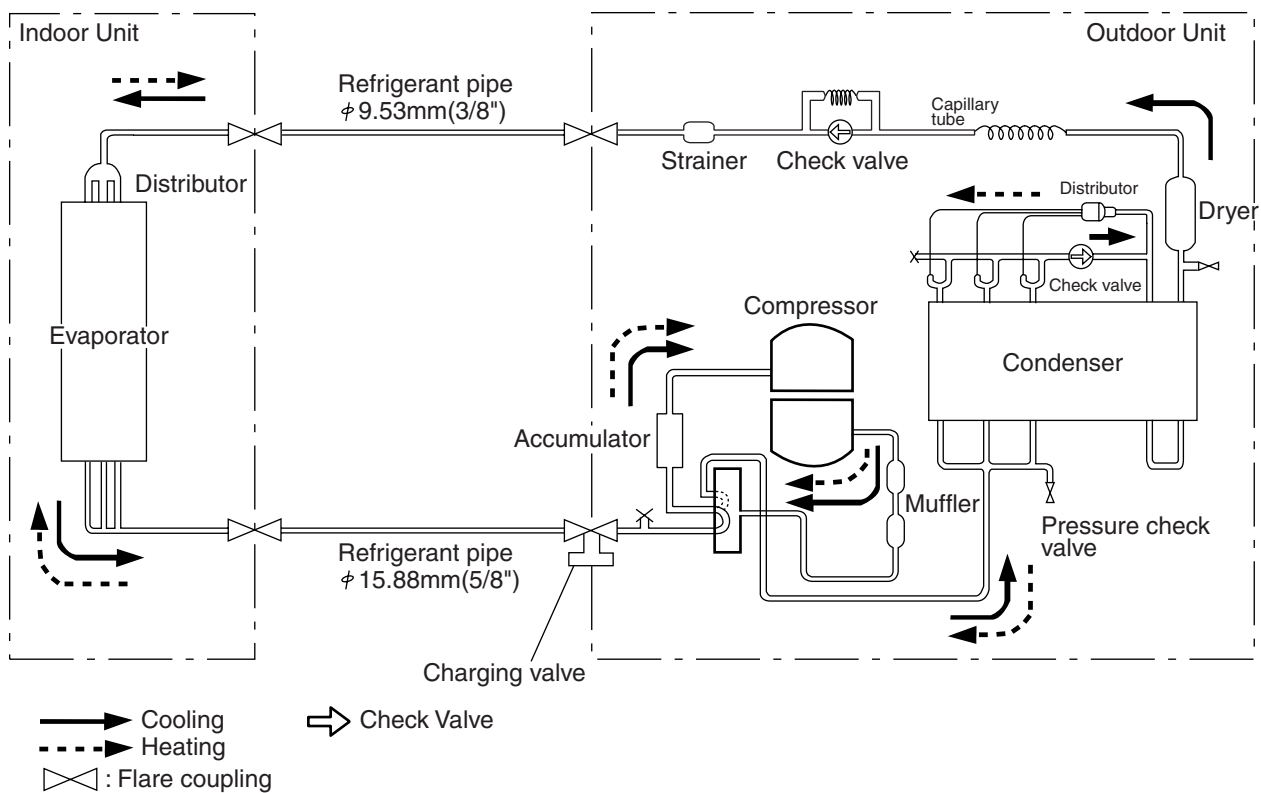 Indoor Unit
Outdoor Unit
Refrigerant pipe
ϕ 9.53mm(3/8")
Capillary
tube
Strainer
Check valve
Distributor
Distributor
Dryer
Check valve
Evaporator
Compressor
Condenser
Accumulator
Muffler
Pressure check
valve
Refrigerant pipe
ϕ 15.88mm(5/8")
Charging valve
Cooling
Check Valve
Heating
: Flare coupling